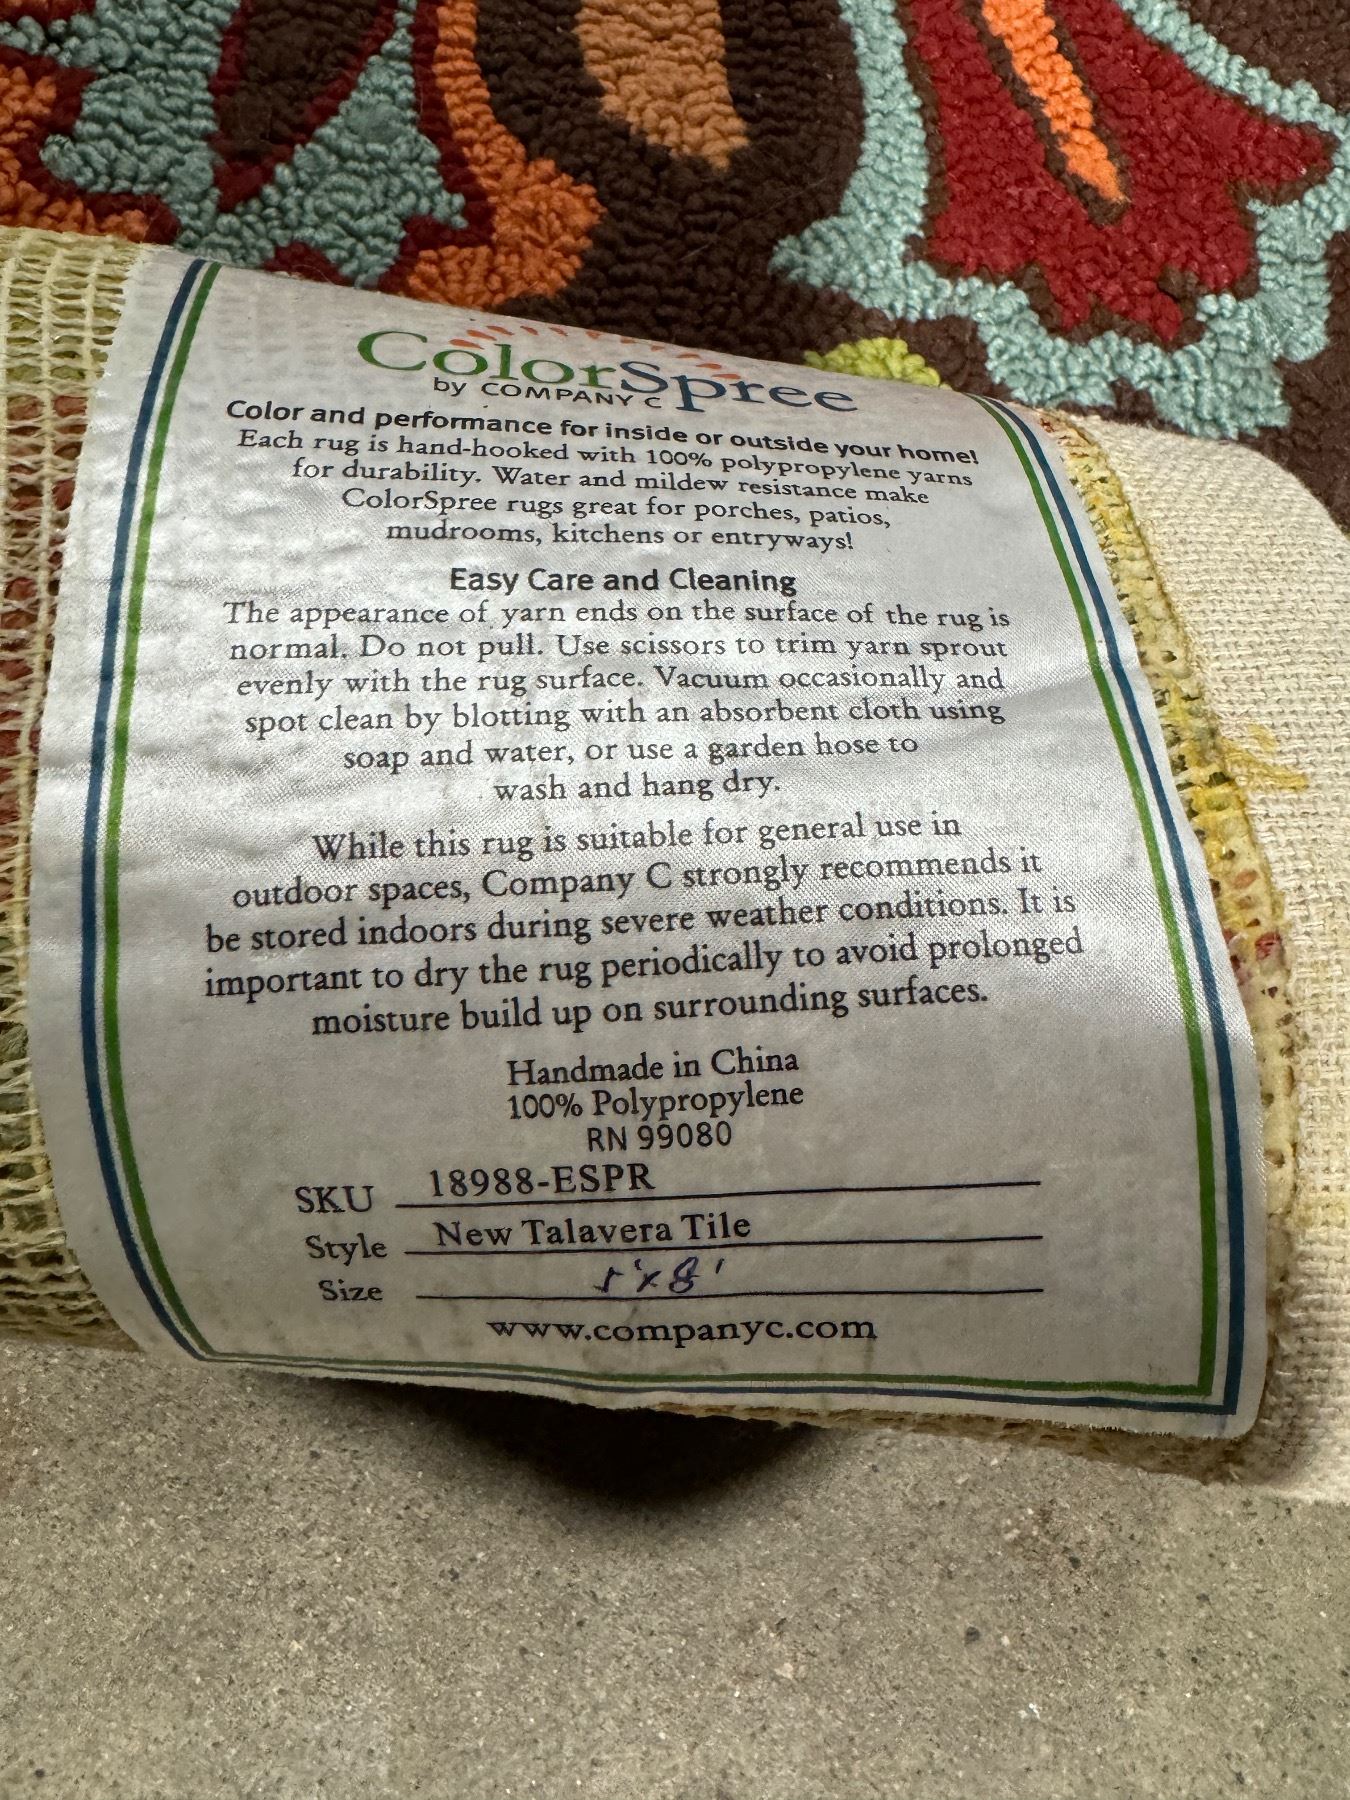 ColorSpree
by COMPANY C
Color and performance for inside or outside your home!
Each rug is hand-hooked with 100% polypropylene yarns
for durability. Water and mildew resistance make
ColorSpree rugs great for porches, patios,
mudrooms, kitchens or entryways!
Easy Care and Cleaning
The appearance of yarn ends on the surface of the rug is
normal. Do not pull. Use scissors to trim yarn sprout
evenly with the rug surface. Vacuum occasionally and
spot clean by blotting with an absorbent cloth using
soap and water, or use a garden hose to
wash and hang dry.
While this rug is suitable for general use in
outdoor spaces, Company C strongly recommends it
be stored indoors during severe weather conditions. It is
important to dry the rug periodically to avoid prolonged
moisture build up on surrounding surfaces.
Handmade in China
100% Polypropylene
RN 99080
SKU 18988-ESPR
Style New Talavera Tile
Size 5'x8'
www.companyc.com